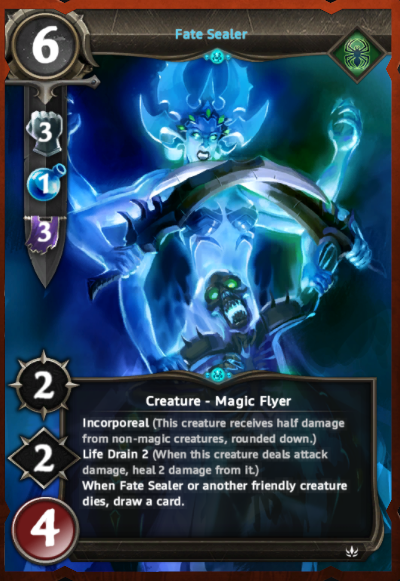 Fate Sealer
6
3
1
3
2
2
4
Creature - Magic Flyer
Incorporeal (This creature receives half damage
from non-magic creatures, rounded down.)
Life Drain 2 (When this creature deals attack
damage, heal 2 damage from it.)
When Fate Sealer or another friendly creature
dies, draw a card.